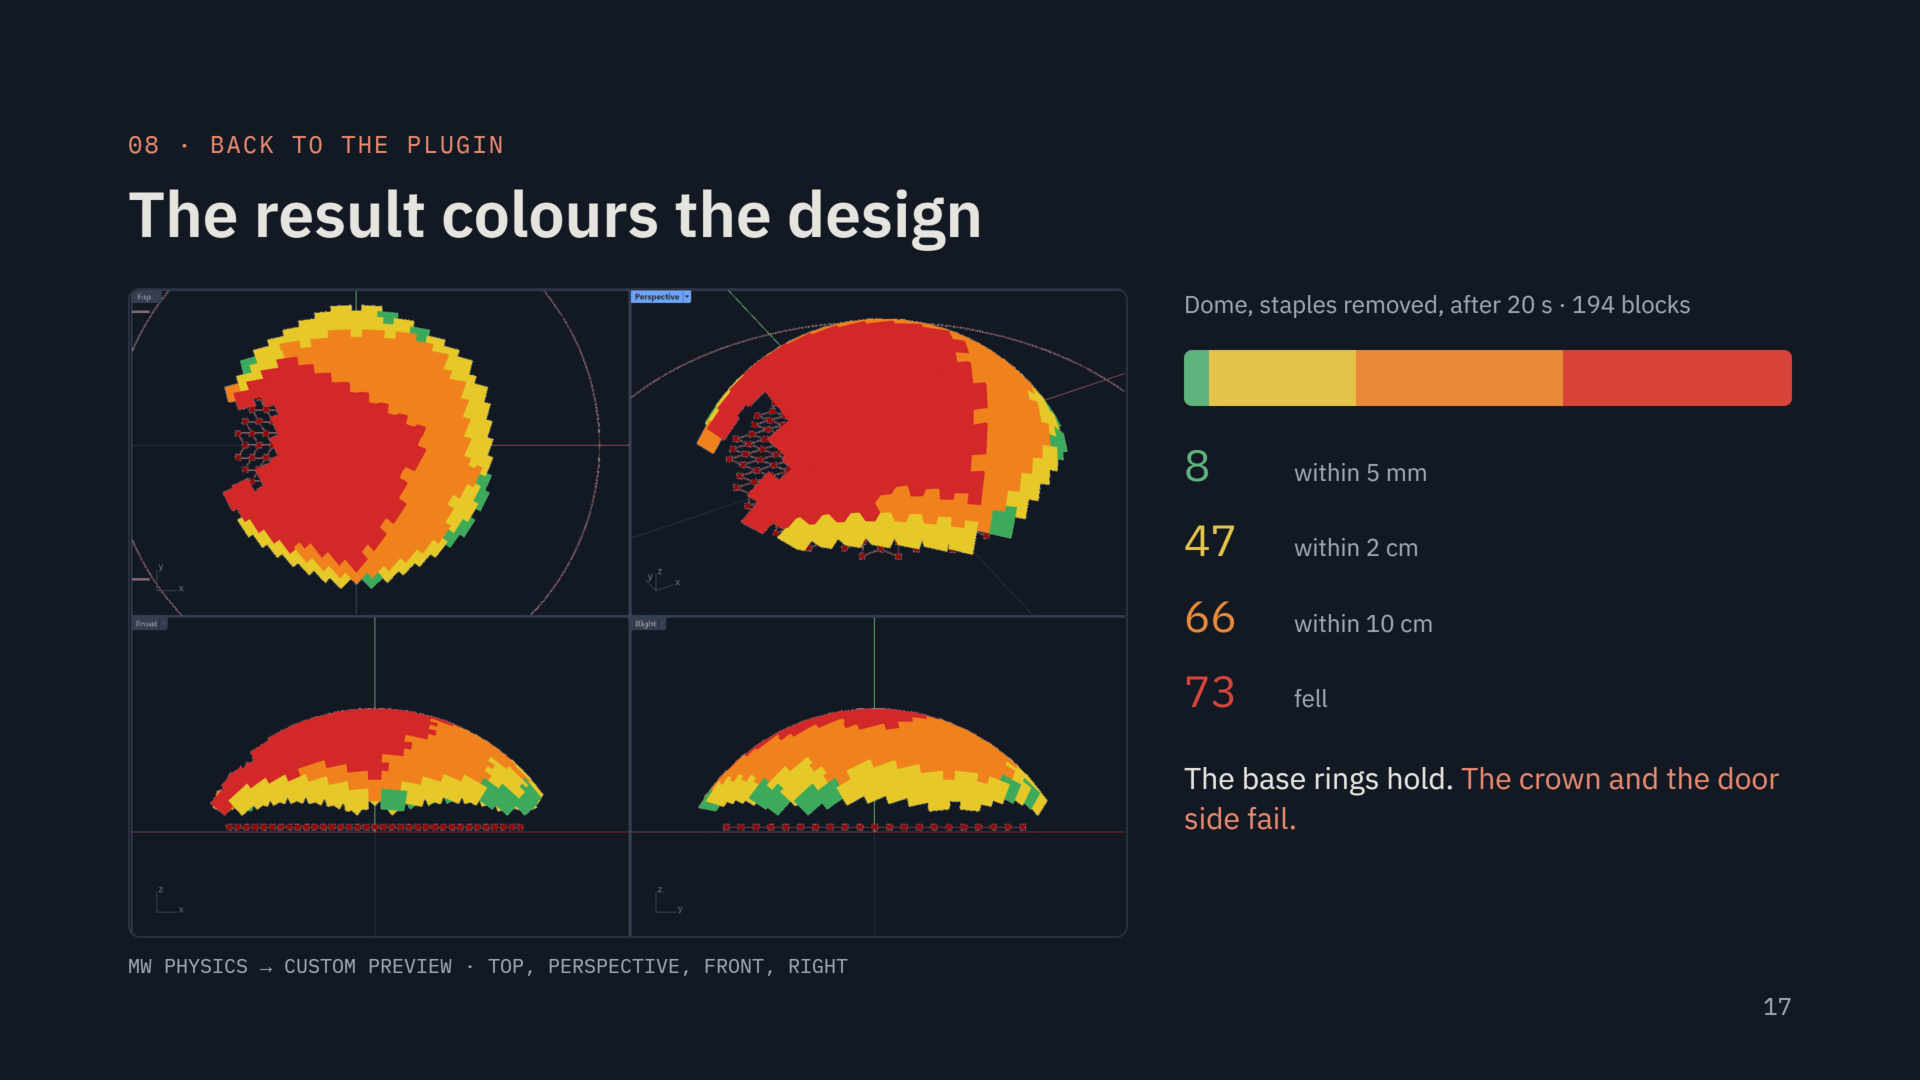 08 · BACK TO THE PLUGIN
The result colours the design
Top
Perspective
y
x
z
y
x
Front
Right
z
x
z
y
MW PHYSICS → CUSTOM PREVIEW · TOP, PERSPECTIVE, FRONT, RIGHT
Dome, staples removed, after 20 s · 194 blocks
8 within 5 mm
47 within 2 cm
66 within 10 cm
73 fell
The base rings hold. The crown and the door
side fail.
17